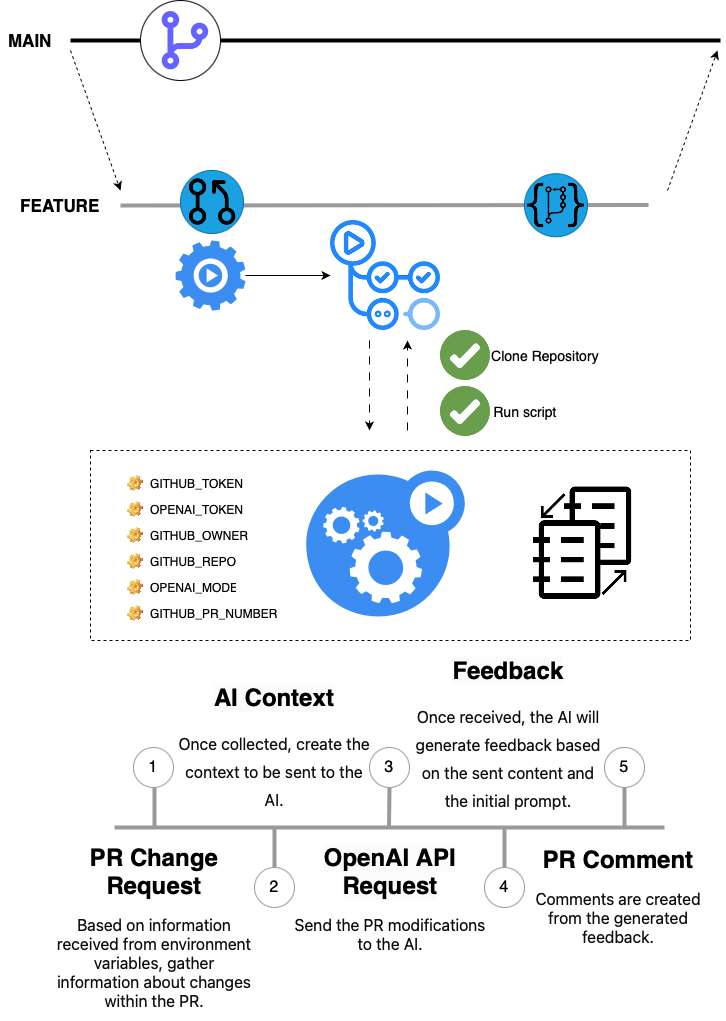 MAIN
FEATURE
Clone Repository
Run script
GITHUB_TOKEN
OPENAI_TOKEN
GITHUB_OWNER
GITHUB_REPO
OPENAI_MODE
GITHUB_PR_NUMBER
Feedback
AI Context
Once received, the AI will
generate feedback based
on the sent content and
the initial prompt.
Once collected, create the
context to be sent to the
AI.
1
3
5
PR Change
Request
2
OpenAI API
Request
4
PR Comment
Based on information
received from environment
variables, gather
information about changes
within the PR.
Send the PR modifications
to the AI.
Comments are created
from the generated
feedback.